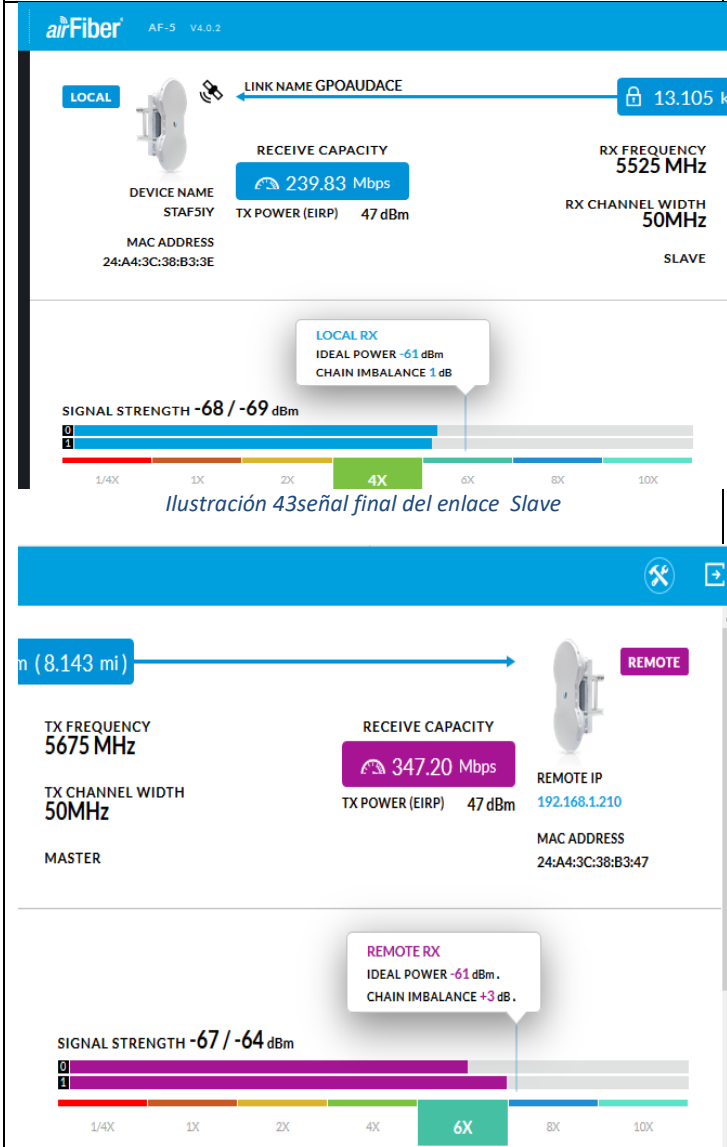 airFiber® AF-5 V4.0.2
LOCAL
LINK NAME GPOAUDACE
13.105 k
RECEIVE CAPACITY
239.83 Mbps
TX POWER (EIRP) 47 dBm
RX FREQUENCY
5525 MHz
RX CHANNEL WIDTH
50MHz
SLAVE
DEVICE NAME
STAF5IY
MAC ADDRESS
24:A4:3C:38:B3:3E
LOCAL RX
IDEAL POWER -61 dBm
CHAIN IMBALANCE 1 dB
SIGNAL STRENGTH -68 / -69 dBm
0
1
1/4X 1X 2X 4X 6X 8X 10X
Ilustración 43señal final del enlace Slave
m ( 8.143 mi )
REMOTE
TX FREQUENCY
5675 MHz
TX CHANNEL WIDTH
50MHz
MASTER
RECEIVE CAPACITY
347.20 Mbps
TX POWER (EIRP) 47 dBm
REMOTE IP
192.168.1.210
MAC ADDRESS
24:A4:3C:38:B3:47
REMOTE RX
IDEAL POWER -61 dBm.
CHAIN IMBALANCE +3 dB.
SIGNAL STRENGTH -67 / -64 dBm
0
1
1/4X 1X 2X 4X 6X 8X 10X